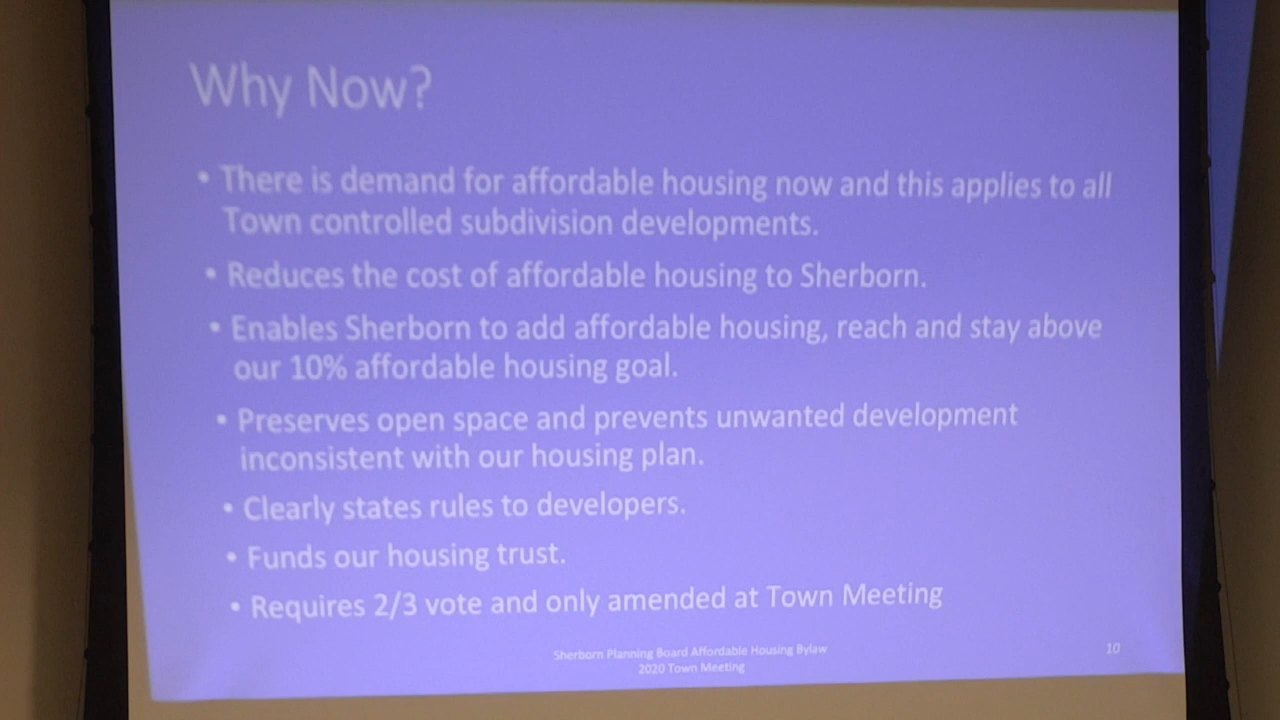 Why Now?
• There is demand for affordable housing now and this applies to all
Town controlled subdivision developments.
• Reduces the cost of affordable housing to Sherborn.
• Enables Sherborn to add affordable housing, reach and stay above
our 10% affordable housing goal.
• Preserves open space and prevents unwanted development
inconsistent with our housing plan.
• Clearly states rules to developers.
• Funds our housing trust.
• Requires 2/3 vote and only amended at Town Meeting
Sherborn Planning Board Affordable Housing Bylaw
2020 Town Meeting
10